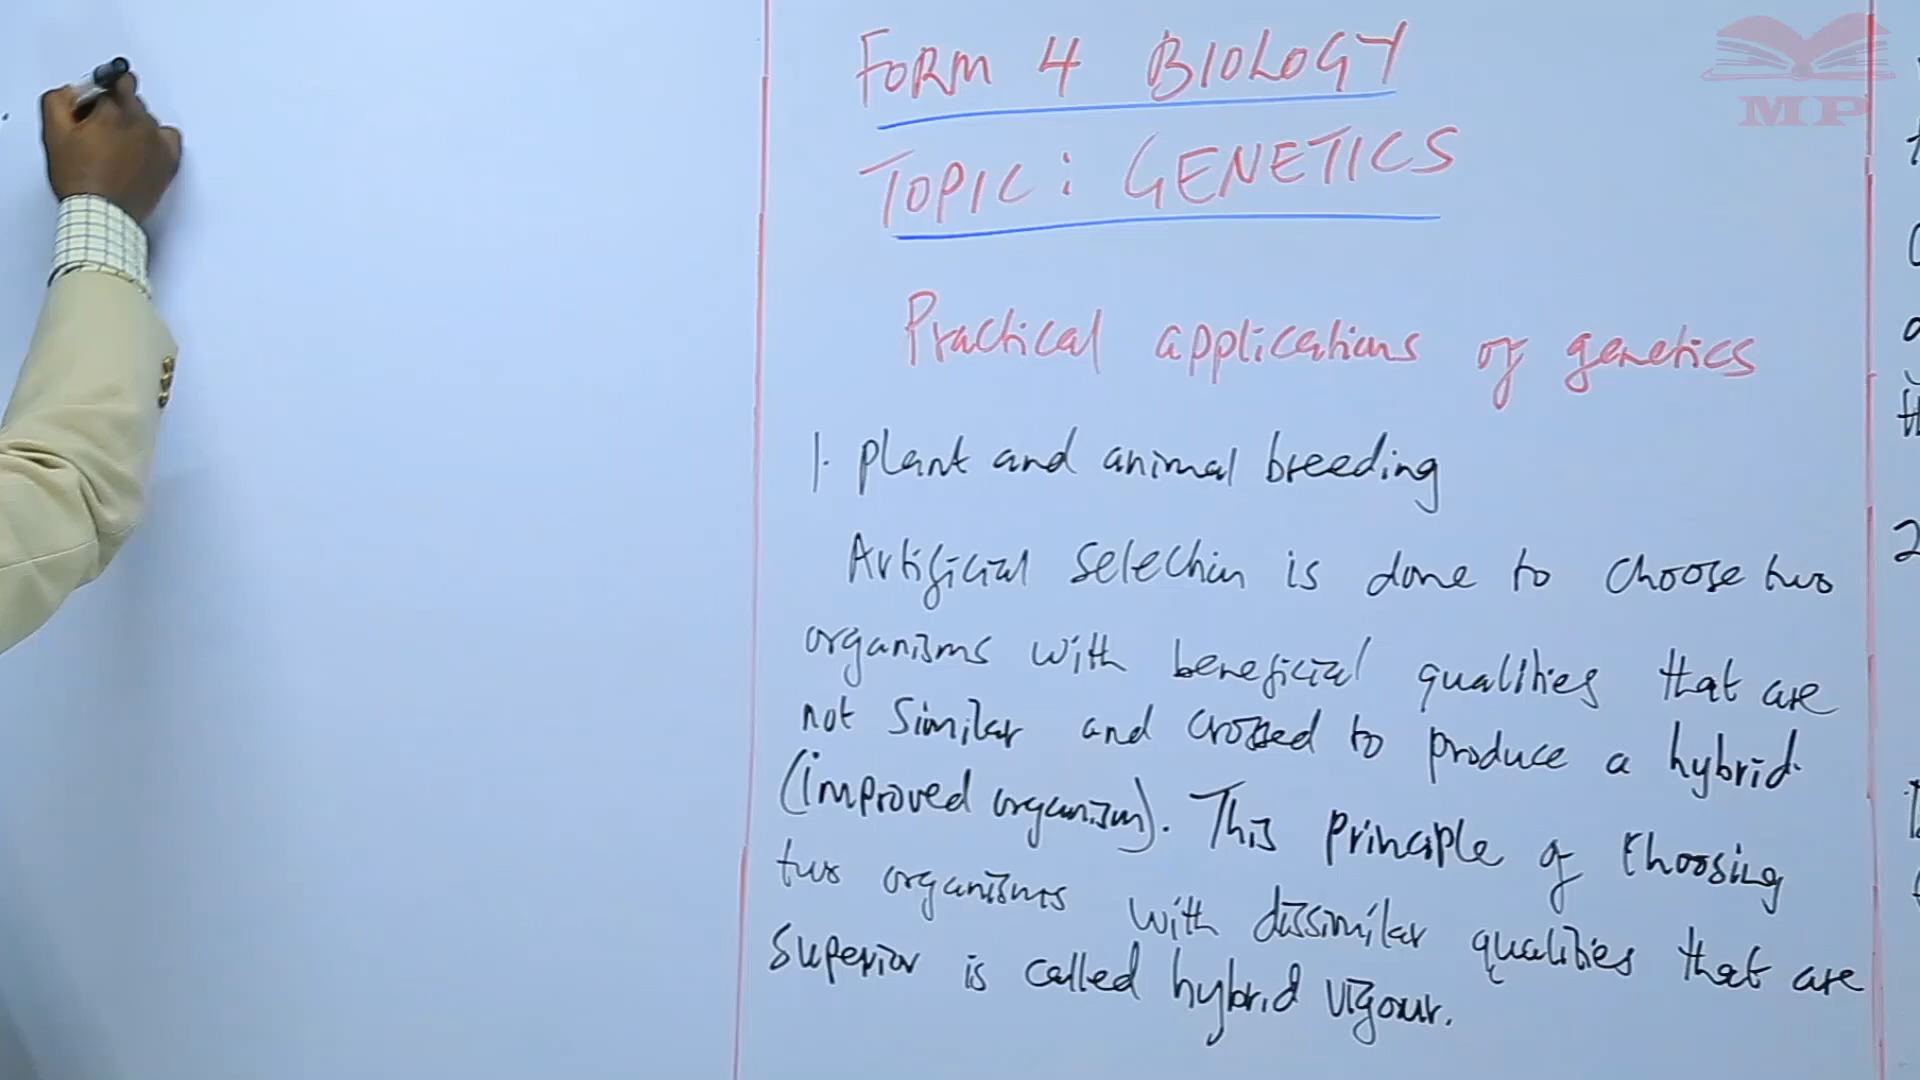 FORM 4 BIOLOGY
TOPIC: GENETICS
Practical applications of genetics
1. plant and animal breeding
Artificial selection is done to choose two
organisms with beneficial qualities that are
not similar and crossed to produce a hybrid.
(improved organism). This principle of choosing
two organisms with dissimilar qualities that are
superior is called hybrid vigour.
MP
2